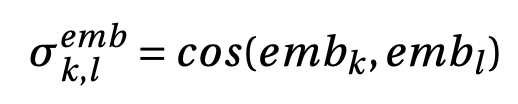 σ_{k,l}^{emb} = cos(emb_k, emb_l)